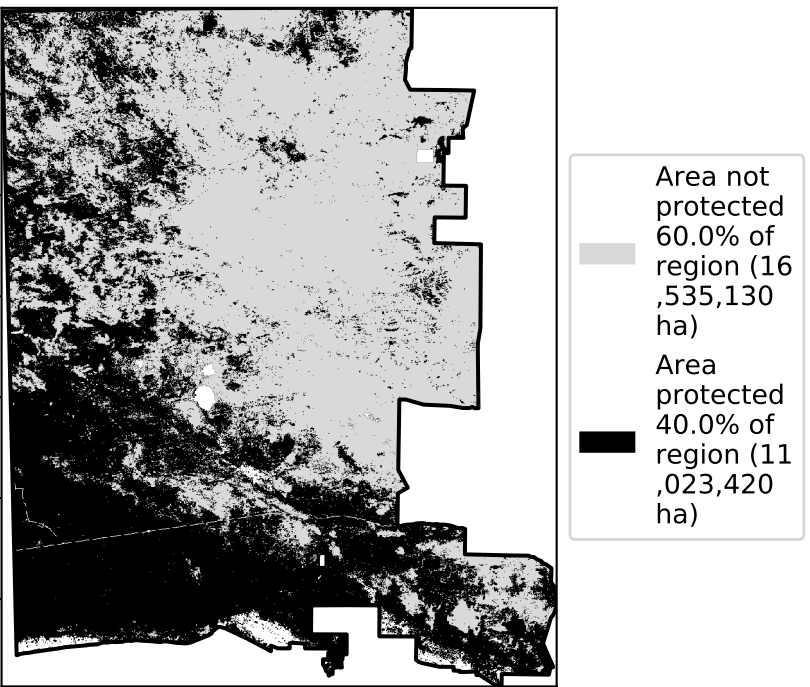 Area not
protected
60.0% of
region (16
,535,130
ha)
Area
protected
40.0% of
region (11
,023,420
ha)